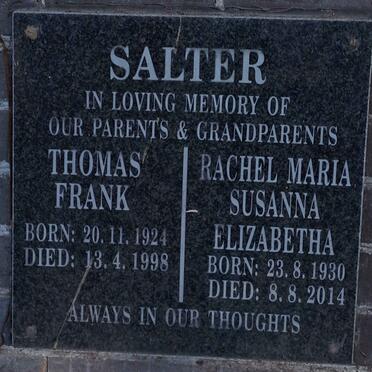 SALTER
IN LOVING MEMORY OF
OUR PARENTS & GRANDPARENTS
THOMAS
FRANK
BORN: 20.11.1924
DIED: 13.4.1998
RACHEL MARIA
SUSANNA
ELIZABETHA
BORN: 23.8.1930
DIED: 8.8.2014
ALWAYS IN OUR THOUGHTS